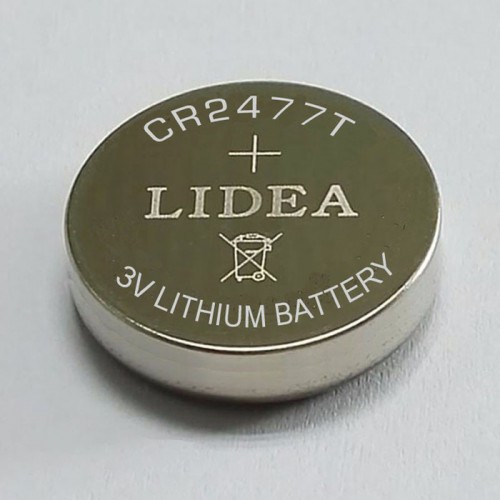 CR2477T
+
LIDEA
3V LITHIUM BATTERY